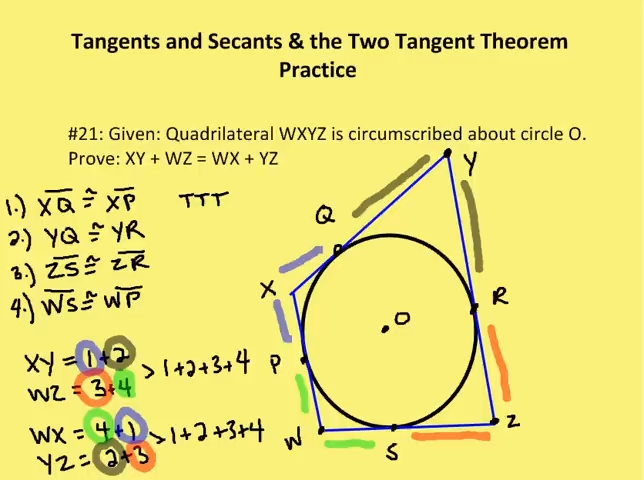 Tangents and Secants & the Two Tangent Theorem
Practice
#21: Given: Quadrilateral WXYZ is circumscribed about circle O.
Prove: XY + WZ = WX + YZ
1.) XQ ≅ XP TTT
2.) YQ ≅ YR
3.) ZS ≅ ZR
4.) WS ≅ WP
XY = 1+2
WZ = 3+4
> 1+2+3+4
WX = 4+1
YZ = 2+3
> 1+2+3+4
Y
Q
X
R
O
P
W
S
Z